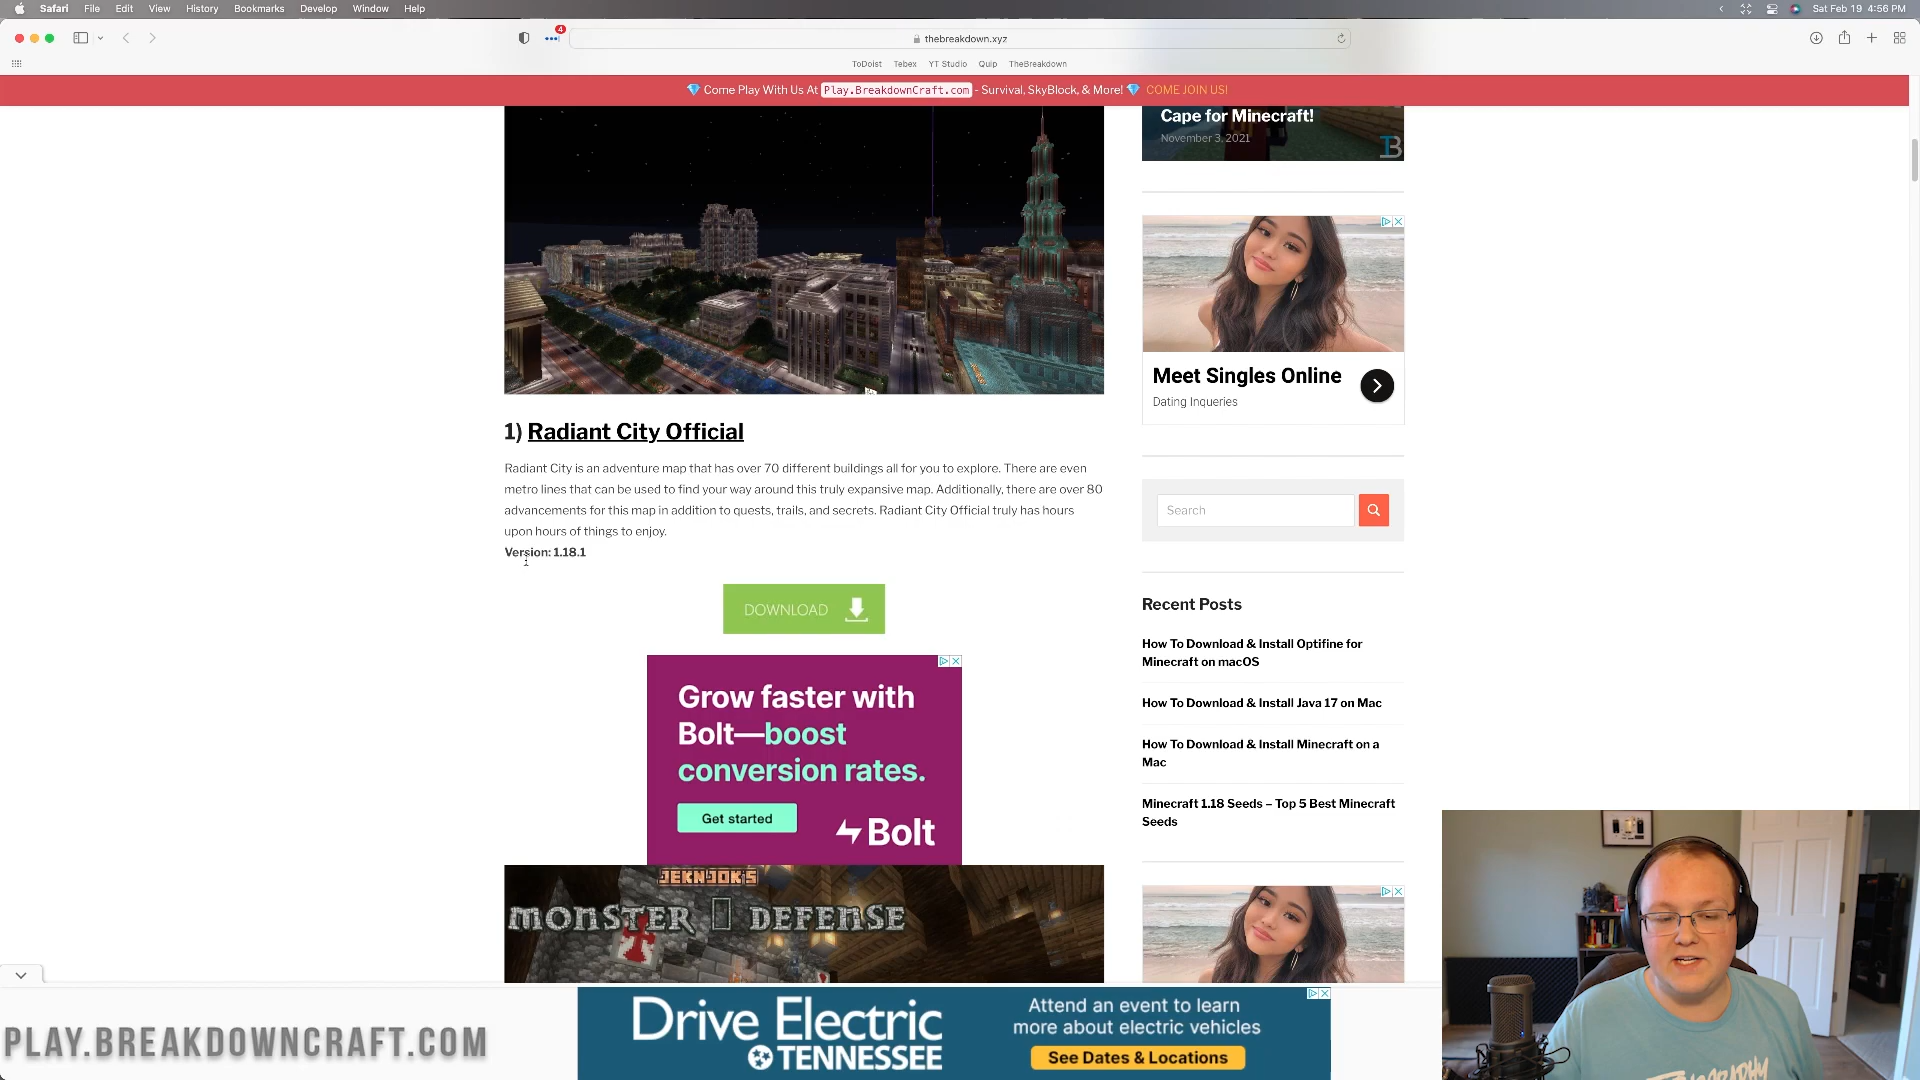 Safari File Edit View History Bookmarks Develop Window Help
Sat Feb 19 4:56 PM
4
thebreakdown.xyz
ToDoist Tebex YT Studio Quip TheBreakdown
Come Play With Us At Play.BreakdownCraft.com - Survival, SkyBlock, & More! COME JOIN US!
Cape for Minecraft!
November 3, 2021
Meet Singles Online
Dating Inqueries
1) Radiant City Official
Radiant City is an adventure map that has over 70 different buildings all for you to explore. There are even
metro lines that can be used to find your way around this truly expansive map. Additionally, there are over 80
advancements for this map in addition to quests, trails, and secrets. Radiant City Official truly has hours
upon hours of things to enjoy.
Version: 1.18.1
DOWNLOAD
Grow faster with
Bolt—boost
conversion rates.
Get started
Bolt
JEKNJOK'S
MONSTER DEFENSE
Search
Recent Posts
How To Download & Install Optifine for
Minecraft on macOS
How To Download & Install Java 17 on Mac
How To Download & Install Minecraft on a
Mac
Minecraft 1.18 Seeds – Top 5 Best Minecraft
Seeds
PLAY.BREAKDOWNCRAFT.COM
Drive Electric
TENNESSEE
Attend an event to learn
more about electric vehicles
See Dates & Locations